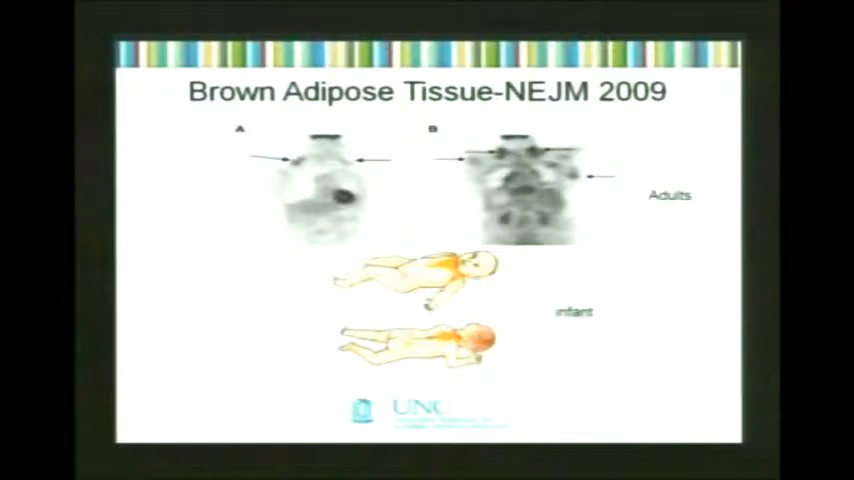 Brown Adipose Tissue-NEJM 2009
A
B
Adults
infant
UNC